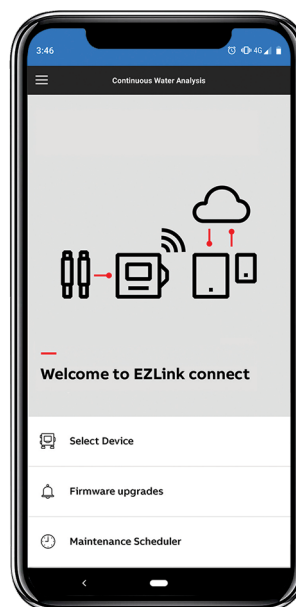 3:46
4G
Continuous Water Analysis
Welcome to EZLink connect
Select Device
Firmware upgrades
Maintenance Scheduler